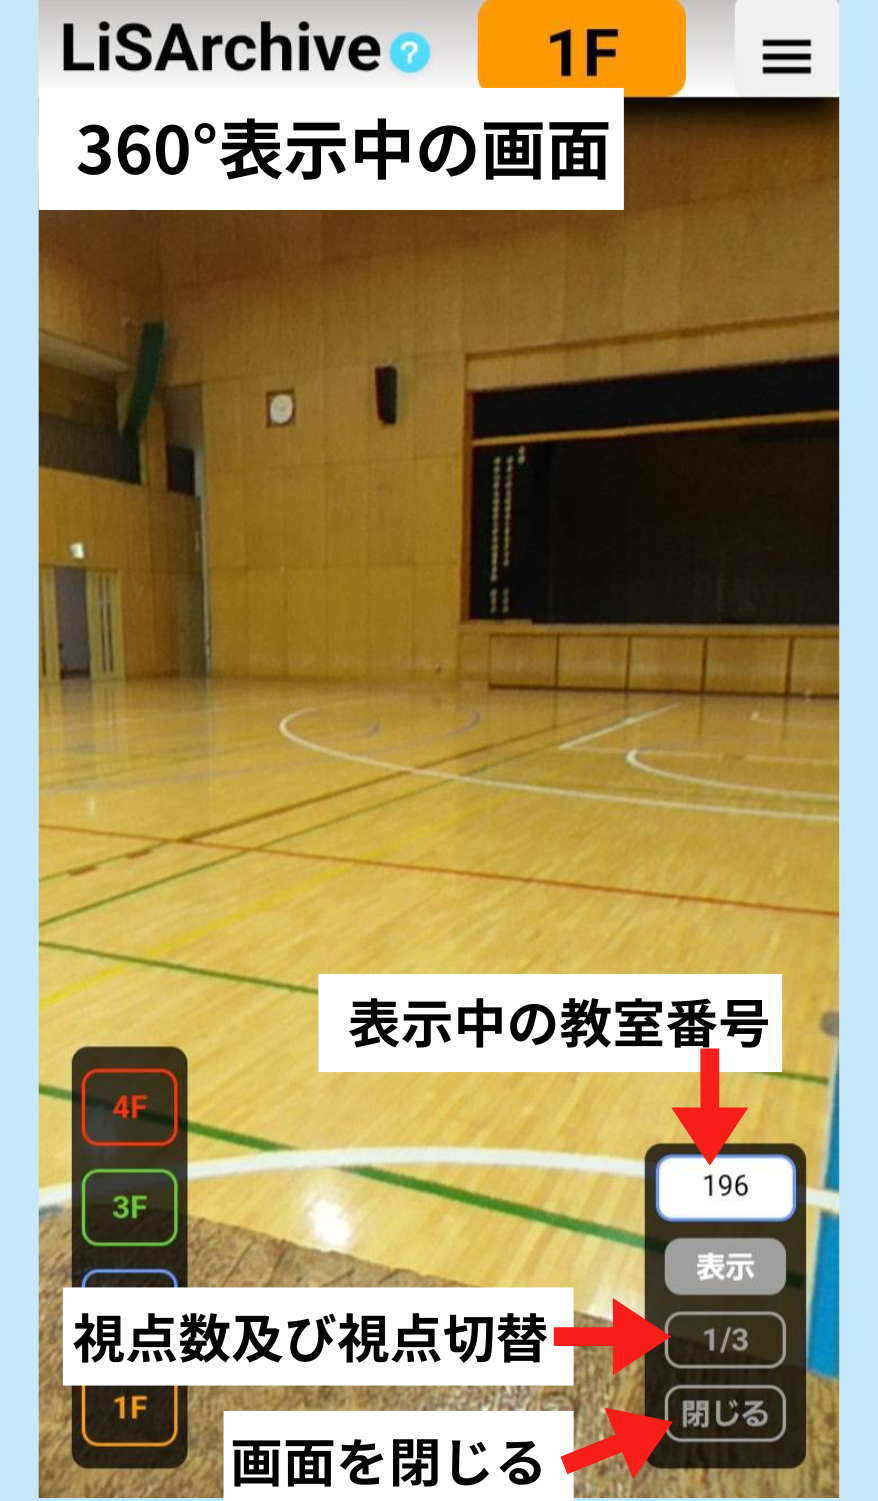 LiSArchive ?
1F
360°表示中の画面
表示中の教室番号
4F
196
3F
表示
視点数及び視点切替
1/3
1F
閉じる
画面を閉じる